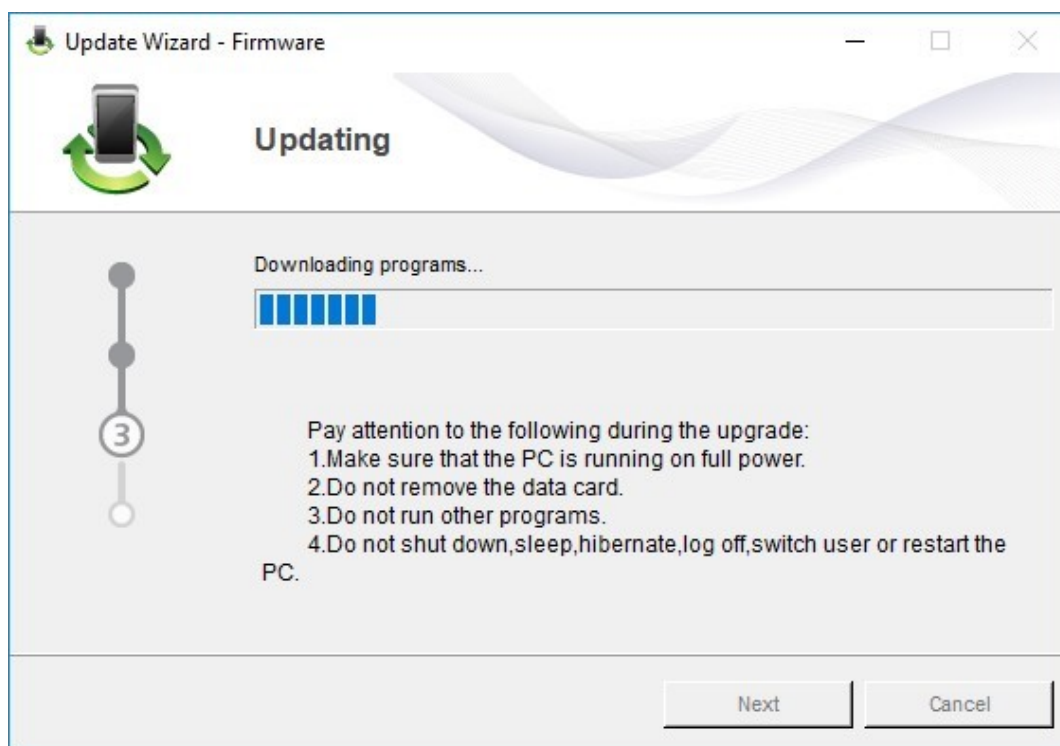 Update Wizard - Firmware
Updating
Downloading programs...
3
Pay attention to the following during the upgrade:
1.Make sure that the PC is running on full power.
2.Do not remove the data card.
3.Do not run other programs.
4.Do not shut down,sleep,hibernate,log off,switch user or restart the
PC.
Next
Cancel